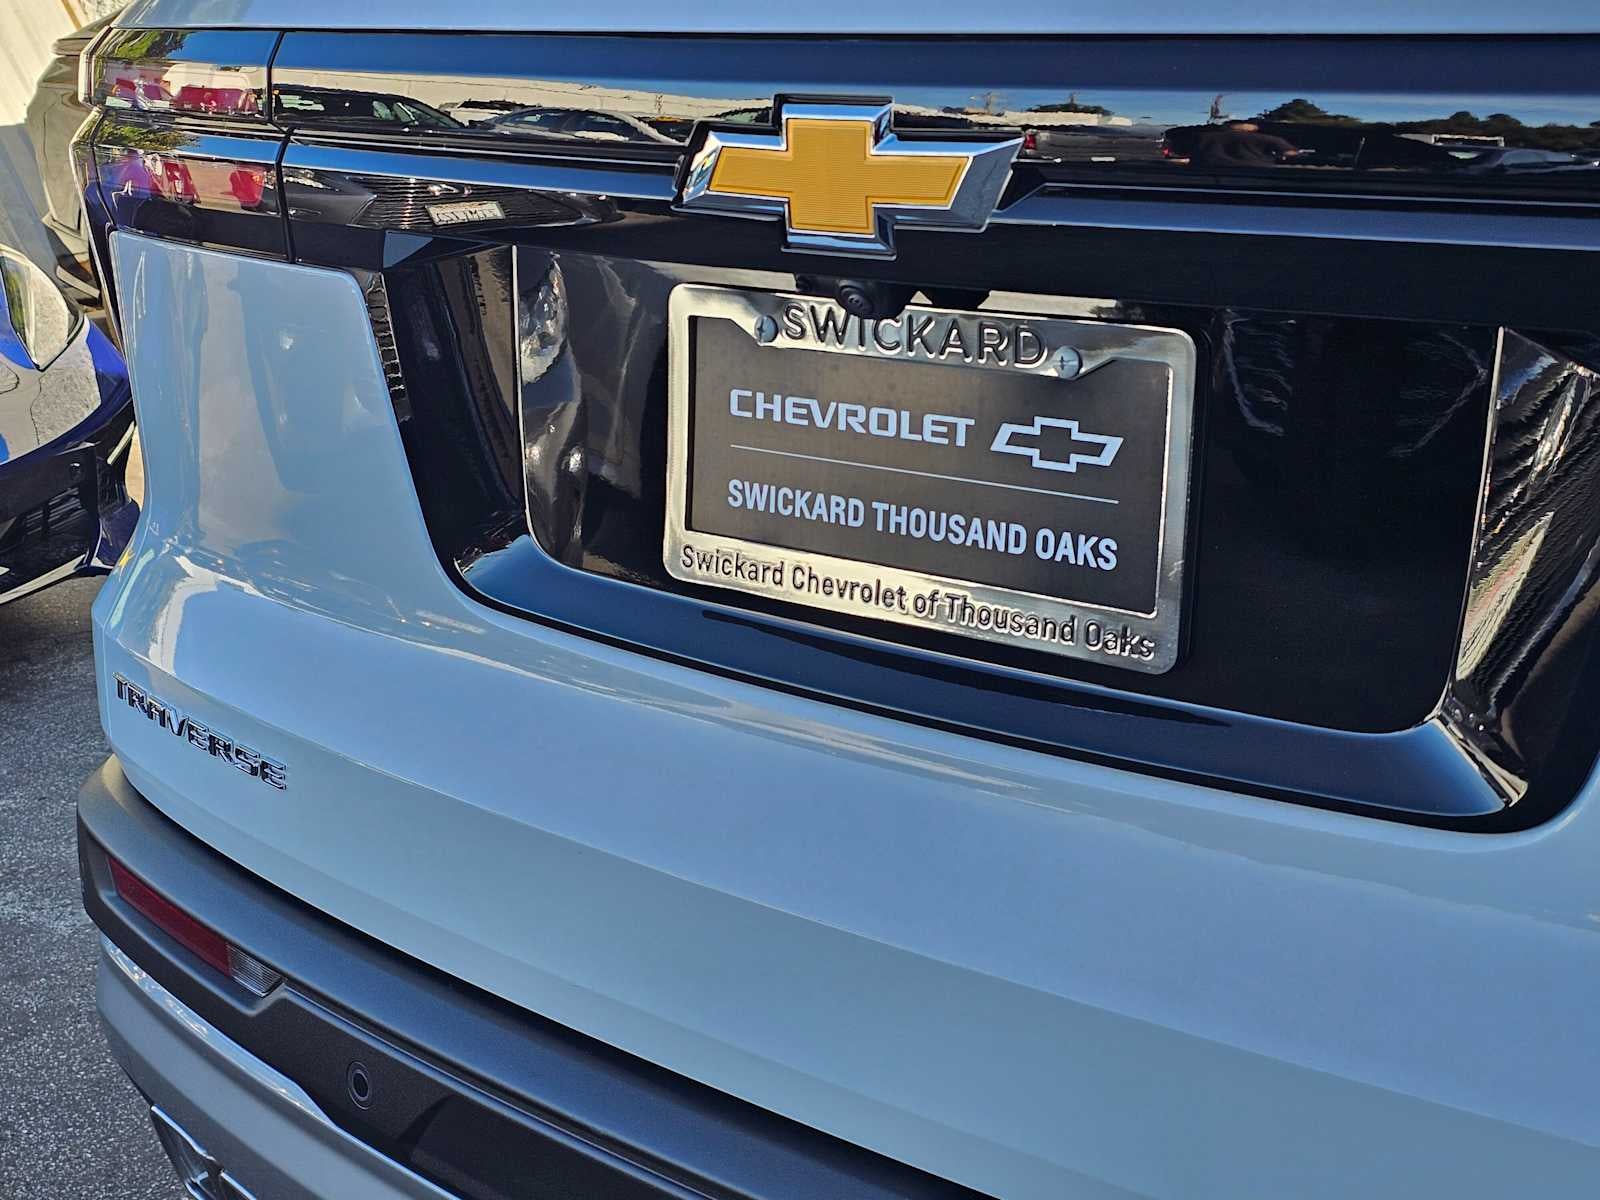 SWICKARD
CHEVROLET
SWICKARD THOUSAND OAKS
Swickard Chevrolet of Thousand Oaks
TRAVERSE